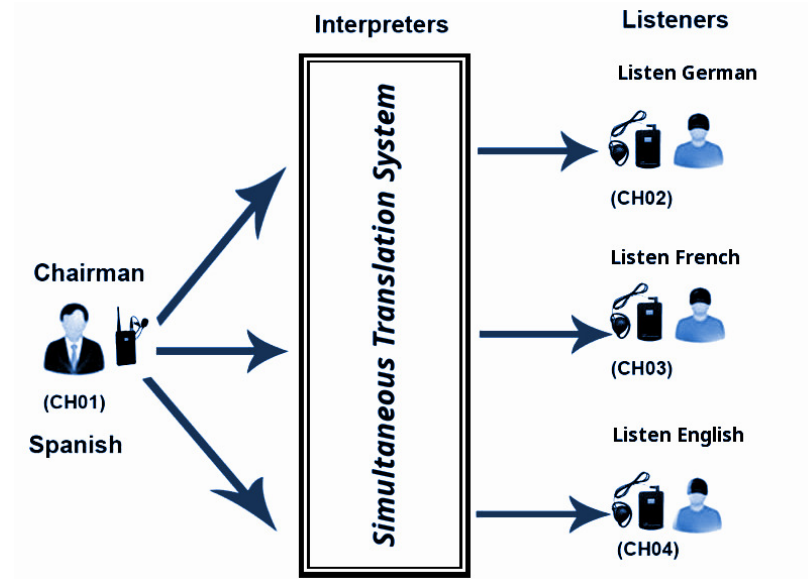 Interpreters
Listeners
Simultaneous Translation System
Chairman
(CH01)
Spanish
Listen German
(CH02)
Listen French
(CH03)
Listen English
(CH04)